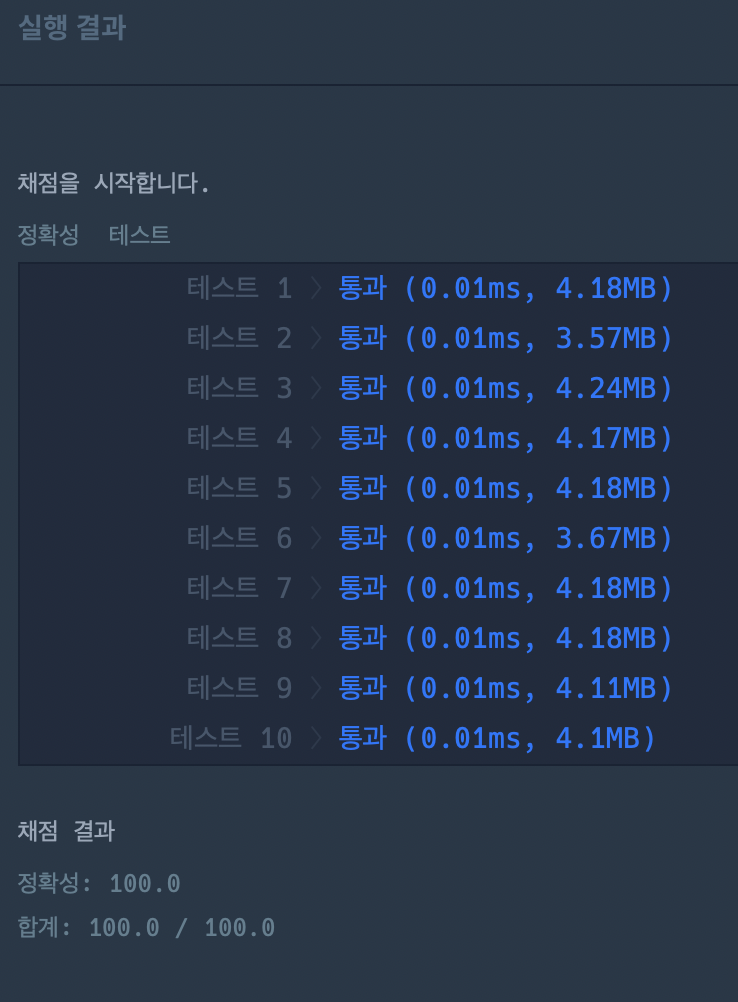 실행 결과
채점을 시작합니다.
정확성 테스트
테스트 1 〉 통과 (0.01ms, 4.18MB)
테스트 2 〉 통과 (0.01ms, 3.57MB)
테스트 3 〉 통과 (0.01ms, 4.24MB)
테스트 4 〉 통과 (0.01ms, 4.17MB)
테스트 5 〉 통과 (0.01ms, 4.18MB)
테스트 6 〉 통과 (0.01ms, 3.67MB)
테스트 7 〉 통과 (0.01ms, 4.18MB)
테스트 8 〉 통과 (0.01ms, 4.18MB)
테스트 9 〉 통과 (0.01ms, 4.11MB)
테스트 10 〉 통과 (0.01ms, 4.1MB)
채점 결과
정확성: 100.0
합계: 100.0 / 100.0